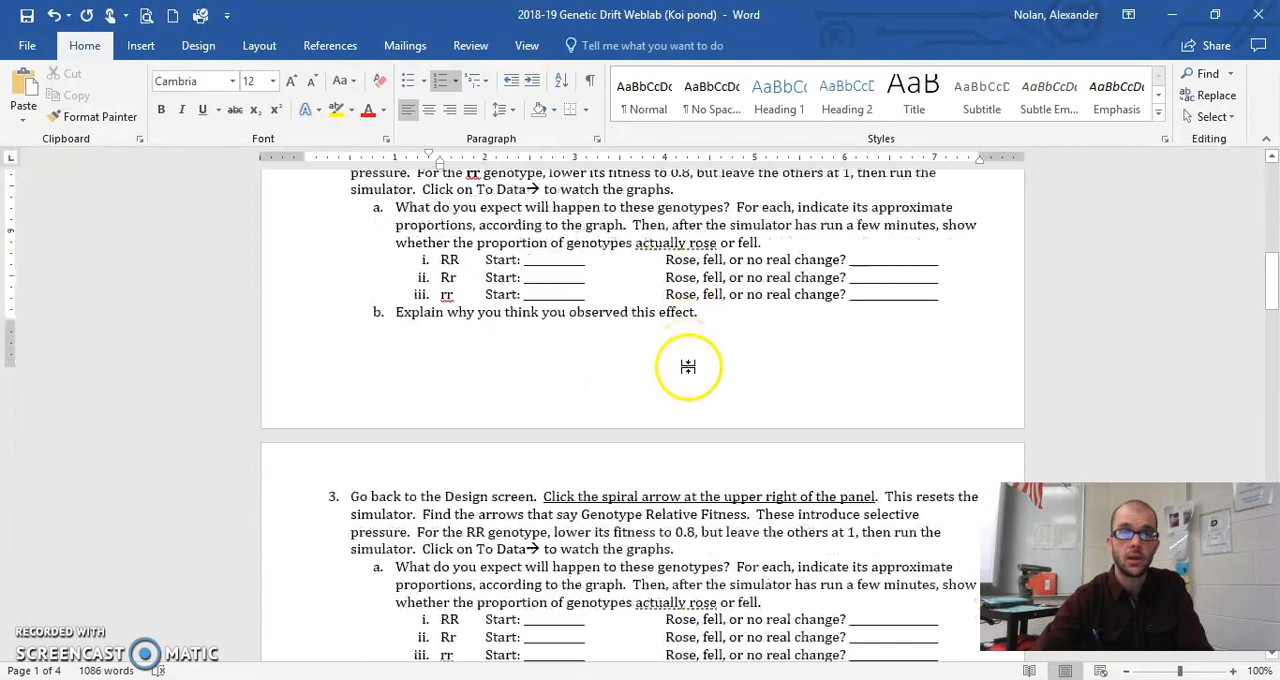 2018-19 Genetic Drift Weblab (Koi pond) - Word
Nolan, Alexander
File Home Insert Design Layout References Mailings Review View Tell me what you want to do Share
Paste
Cut
Copy
Format Painter
Clipboard
Cambria 12
Font
Paragraph
AaBbCcDc AaBbCcDc AaBbC AaBbCcD AaB AaBbCcD AaBbCcDc AaBbCcDc
¶ Normal ¶ No Spac... Heading 1 Heading 2 Title Subtitle Subtle Em... Emphasis
Styles
Find
Replace
Select
Editing
1 2 3 4 5 6 7
pressure. For the rr genotype, lower its fitness to 0.8, but leave the others at 1, then run the
simulator. Click on To Data→ to watch the graphs.
a. What do you expect will happen to these genotypes? For each, indicate its approximate
proportions, according to the graph. Then, after the simulator has run a few minutes, show
whether the proportion of genotypes actually rose or fell.
i. RR Start: ________ Rose, fell, or no real change? ____________
ii. Rr Start: ________ Rose, fell, or no real change? ____________
iii. rr Start: ________ Rose, fell, or no real change? ____________
b. Explain why you think you observed this effect.
3. Go back to the Design screen. Click the spiral arrow at the upper right of the panel. This resets the
simulator. Find the arrows that say Genotype Relative Fitness. These introduce selective
pressure. For the RR genotype, lower its fitness to 0.8, but leave the others at 1, then run the
simulator. Click on To Data→ to watch the graphs.
a. What do you expect will happen to these genotypes? For each, indicate its approximate
proportions, according to the graph. Then, after the simulator has run a few minutes, show
whether the proportion of genotypes actually rose or fell.
i. RR Start: ________ Rose, fell, or no real change? ____________
ii. Rr Start: ________ Rose, fell, or no real change? ____________
iii. rr Start: ________ Rose, fell, or no real change? ____________
RECORDED WITH
SCREENCAST MATIC
Page 1 of 4 1086 words
100%